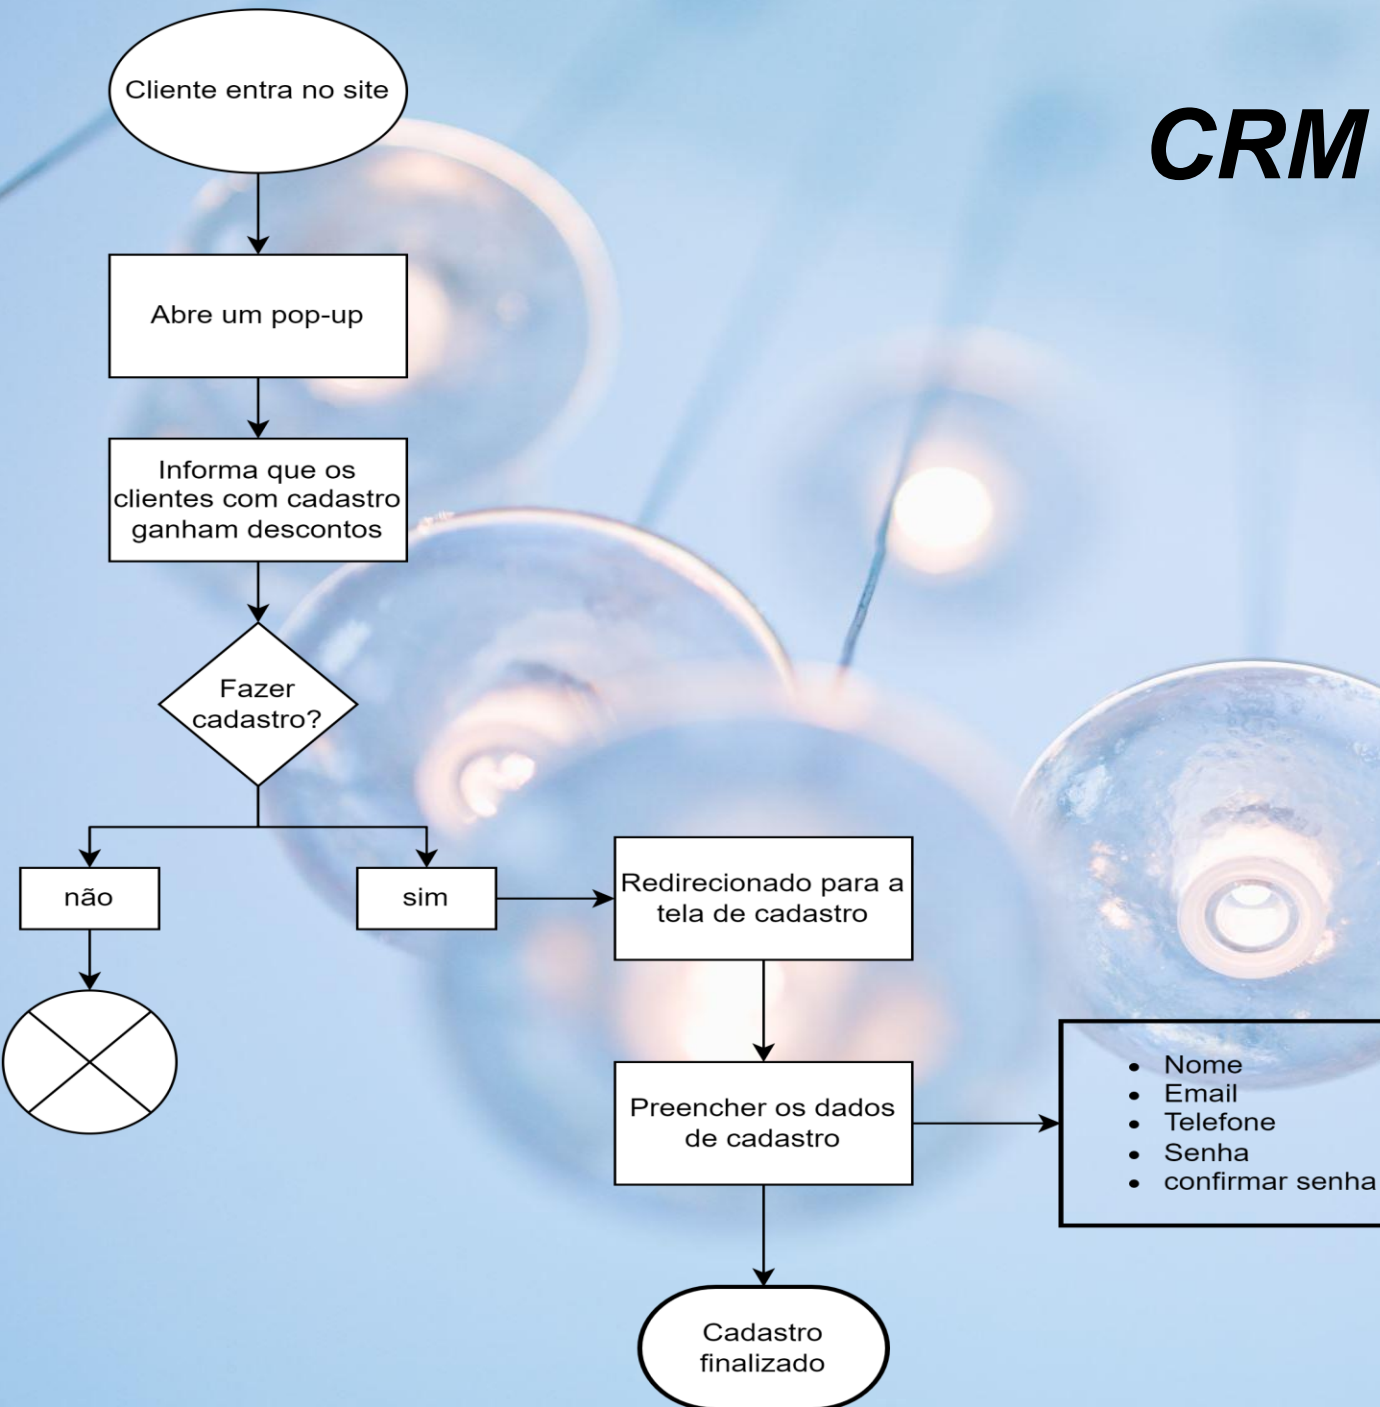 Cliente entra no site
CRM
Abre um pop-up
Informa que os
clientes com cadastro
ganham descontos
Fazer
cadastro?
não
sim
Redirecionado para a
tela de cadastro
Preencher os dados
de cadastro
Nome
Email
Telefone
Senha
confirmar senha
Cadastro
finalizado